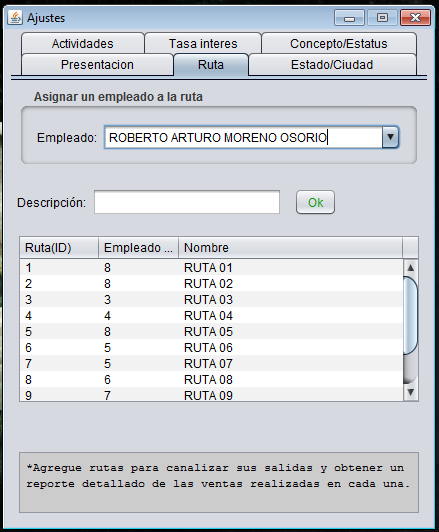 Ajustes
Actividades Tasa interes Concepto/Estatus
Presentacion Ruta Estado/Ciudad
Asignar un empleado a la ruta
Empleado: ROBERTO ARTURO MORENO OSORIO
Descripción: Ok
Ruta(ID) Empleado ... Nombre
1 8 RUTA 01
2 8 RUTA 02
3 3 RUTA 03
4 4 RUTA 04
5 8 RUTA 05
6 5 RUTA 06
7 5 RUTA 07
8 6 RUTA 08
9 7 RUTA 09
*Agregue rutas para canalizar sus salidas y obtener un
reporte detallado de las ventas realizadas en cada una.